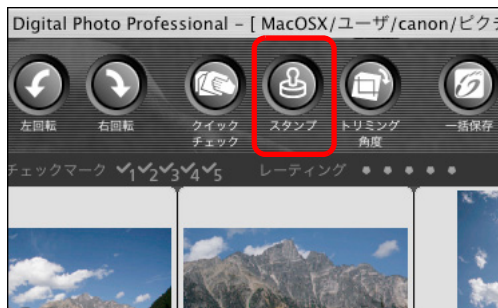 Digital Photo Professional – [ MacOSX/ユーザ/canon/ピク
左回転
右回転
クイック
チェック
スタンプ
トリミング
角度
一括保存
チェックマーク 1 2 3 4 5
レーティング